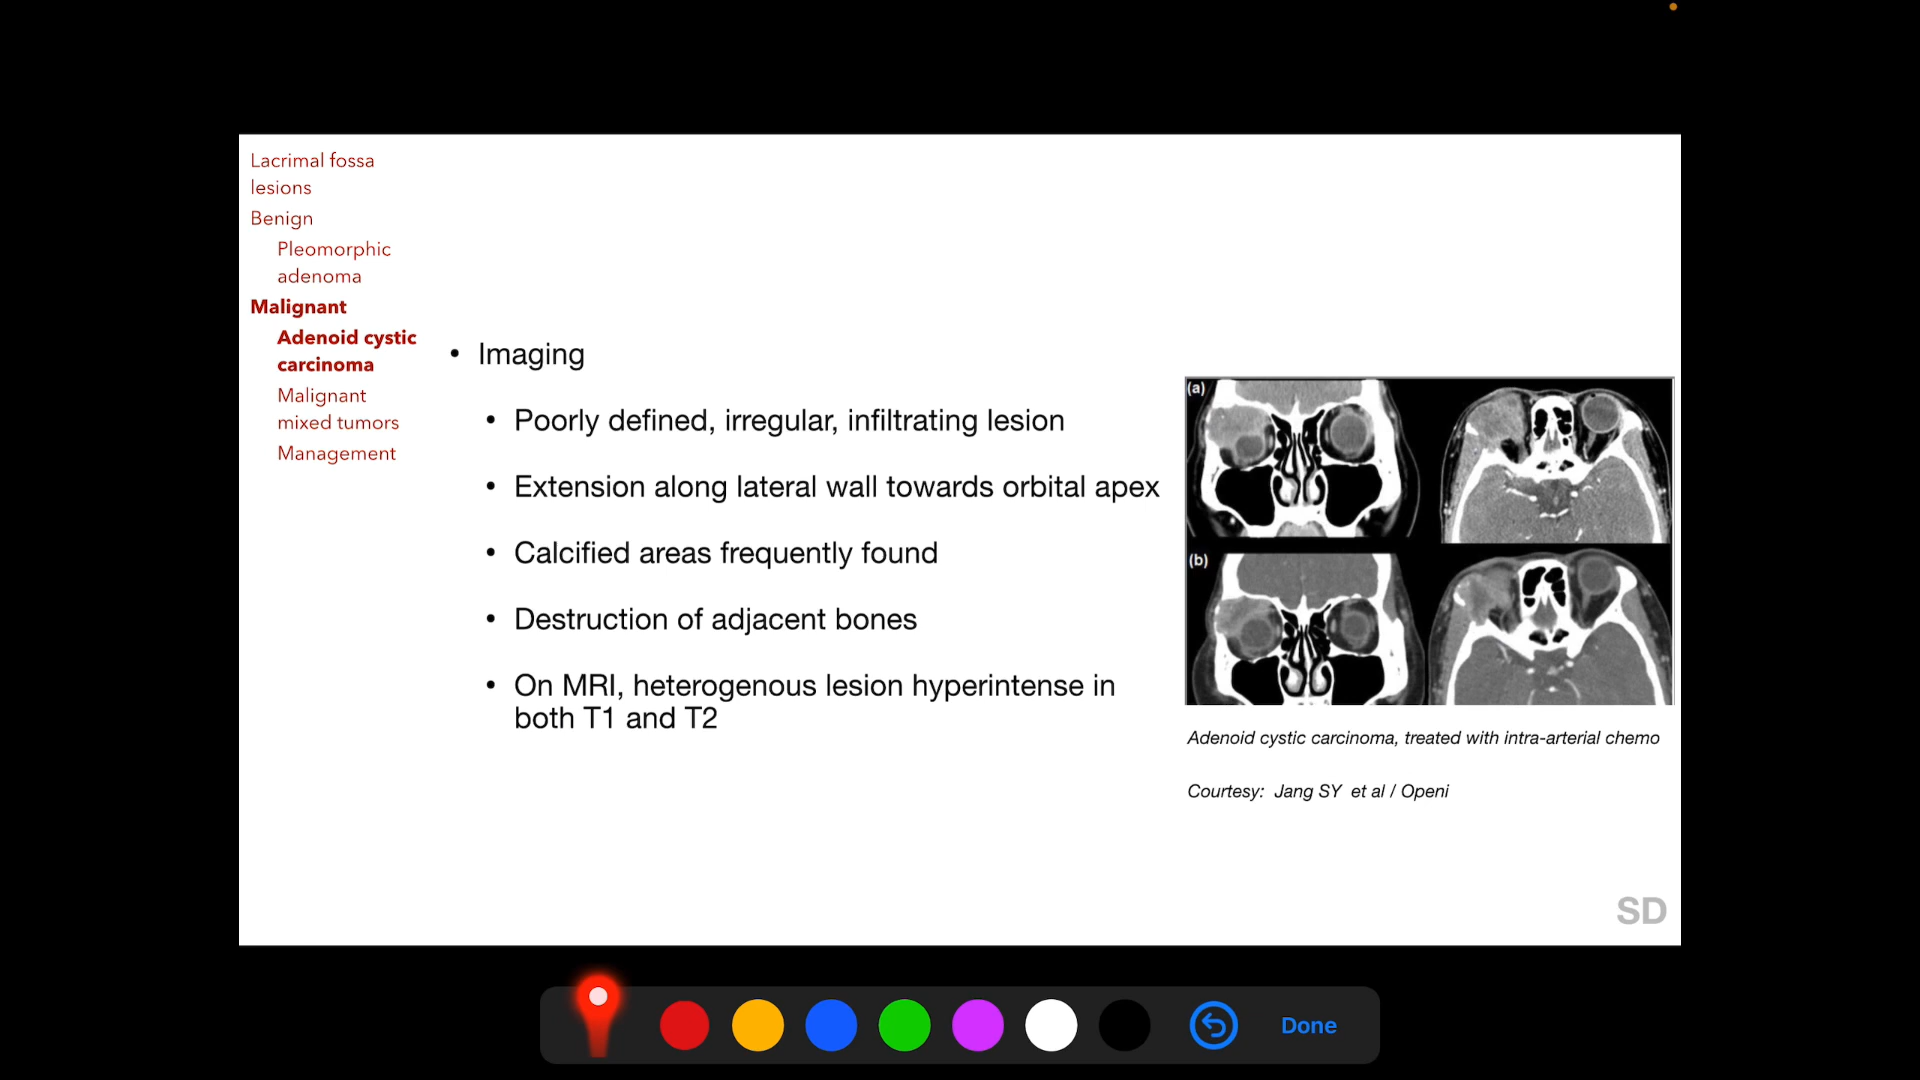 Lacrimal fossa
lesions
Benign
Pleomorphic
adenoma
Malignant
Adenoid cystic
carcinoma
Malignant
mixed tumors
Management
• Imaging
• Poorly defined, irregular, infiltrating lesion
• Extension along lateral wall towards orbital apex
• Calcified areas frequently found
• Destruction of adjacent bones
• On MRI, heterogenous lesion hyperintense in
both T1 and T2
(a)
(b)
Adenoid cystic carcinoma, treated with intra-arterial chemo
Courtesy: Jang SY et al / Openi
SD
Done